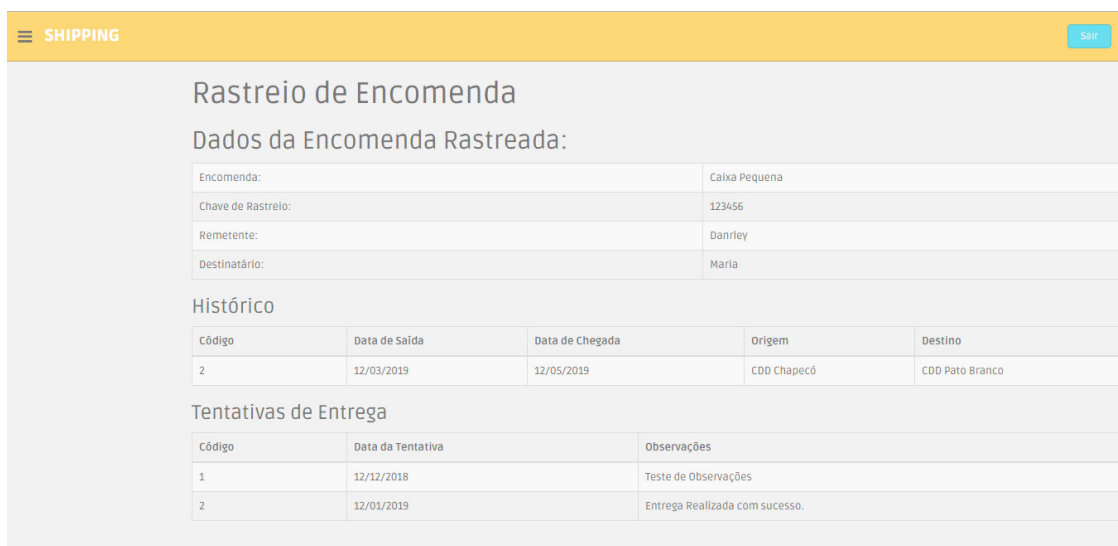 SHIPPING
Sair
Rastreio de Encomenda
Dados da Encomenda Rastreada:
Encomenda: Caixa Pequena
Chave de Rastreio: 123456
Remetente: Danrley
Destinatário: Maria
Histórico
Código Data de Saída Data de Chegada Origem Destino
2 12/03/2019 12/05/2019 CDD Chapecó CDD Pato Branco
Tentativas de Entrega
Código Data da Tentativa Observações
1 12/12/2018 Teste de Observações
2 12/01/2019 Entrega Realizada com sucesso.